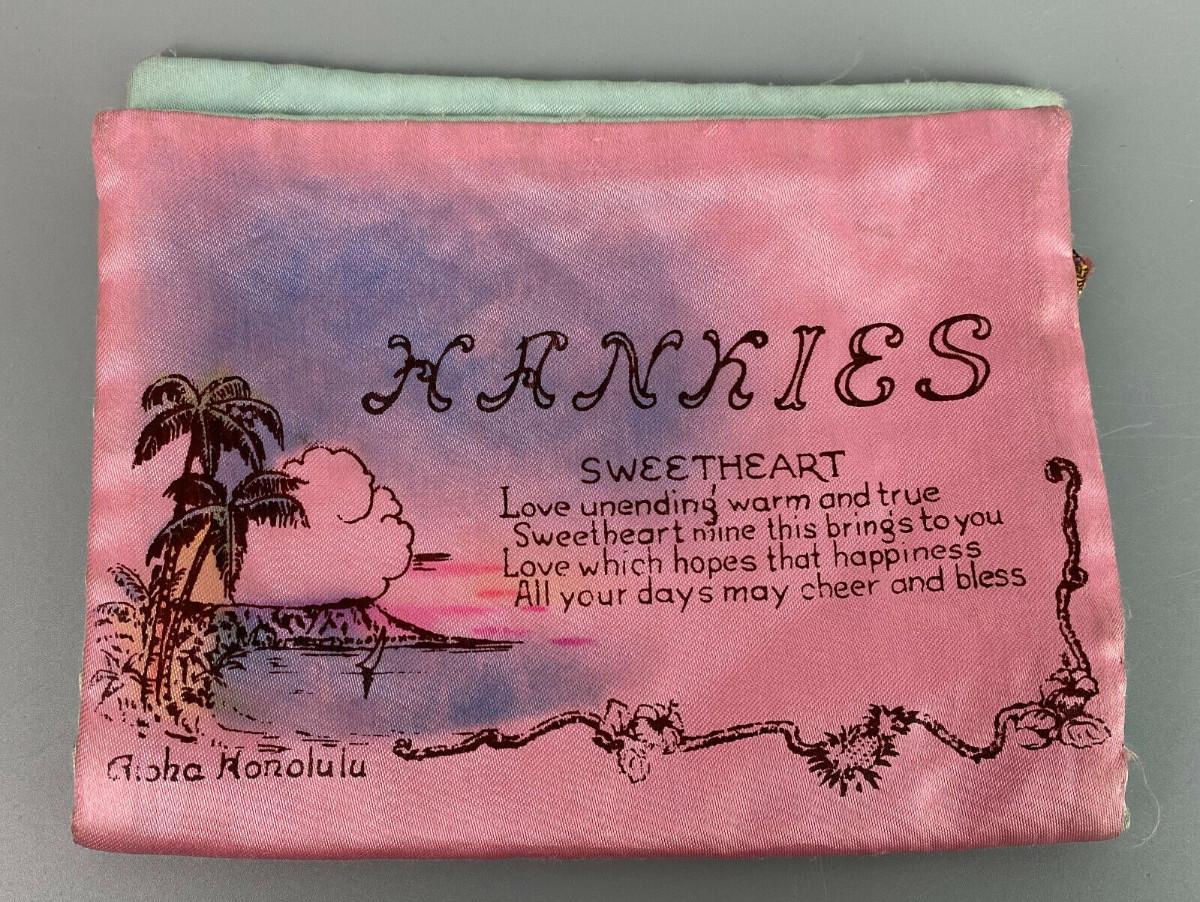 HANKIES
SWEETHEART
Love unending warm and true
Sweetheart mine this brings to you
Love which hopes that happiness
All your days may cheer and bless
Aloha Honolulu